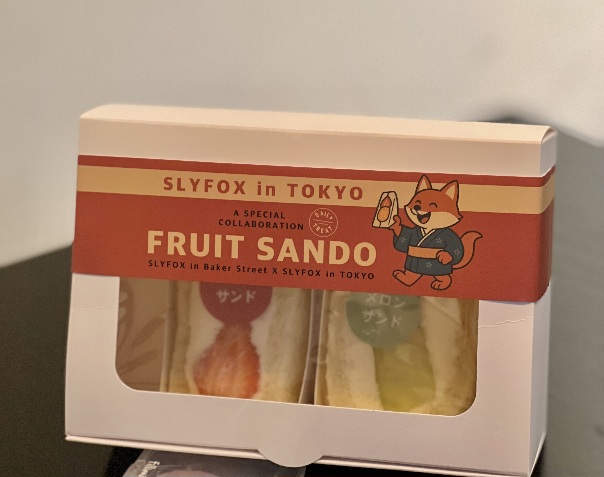 SLYFOX in TOKYO
A SPECIAL
COLLABORATION
FRUIT SANDO
SLYFOX in Baker Street X SLYFOX in TOKYO
サンド
メロン
サンド